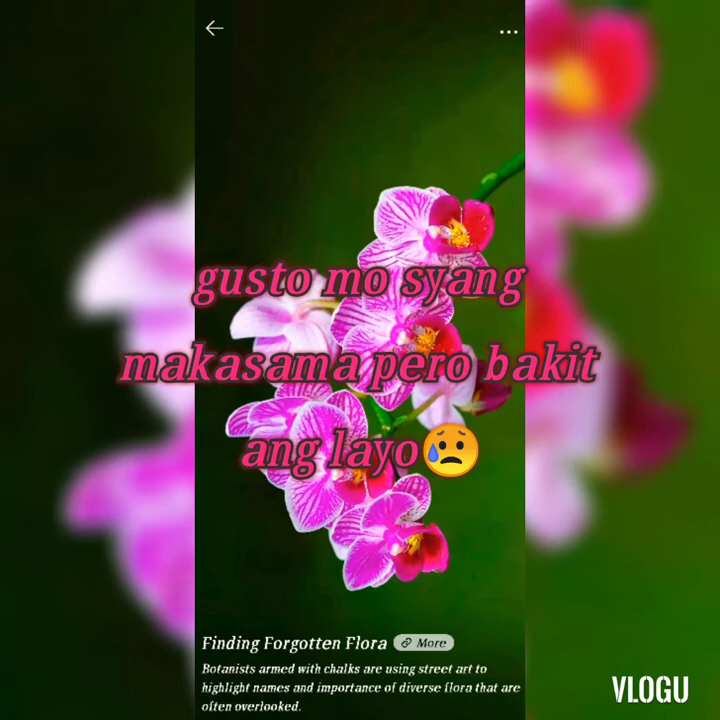 gusto mo syang
makasama pero bakit
ang layo😥
Finding Forgotten Flora More
Botanists armed with chalks are using street art to
highlight names and importance of diverse flora that are
often overlooked.
VLOGU